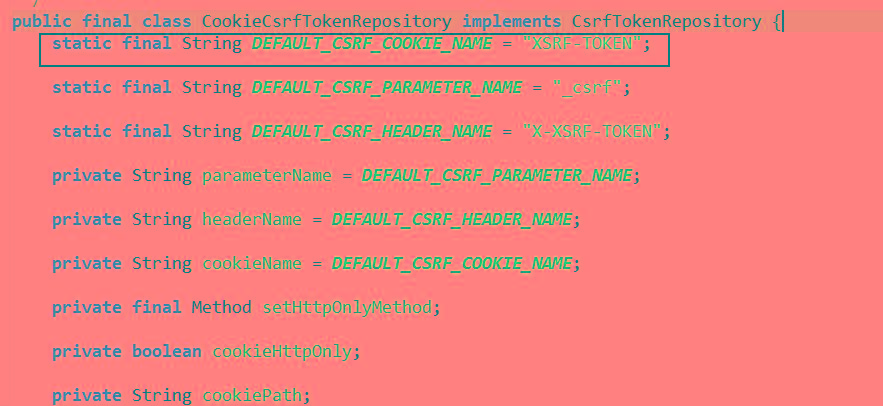 /
public final class CookieCsrfTokenRepository implements CsrfTokenRepository {
static final String DEFAULT_CSRF_COOKIE_NAME = "XSRF-TOKEN";
static final String DEFAULT_CSRF_PARAMETER_NAME = "_csrf";
static final String DEFAULT_CSRF_HEADER_NAME = "X-XSRF-TOKEN";
private String parameterName = DEFAULT_CSRF_PARAMETER_NAME;
private String headerName = DEFAULT_CSRF_HEADER_NAME;
private String cookieName = DEFAULT_CSRF_COOKIE_NAME;
private final Method setHttpOnlyMethod;
private boolean cookieHttpOnly;
private String cookiePath;